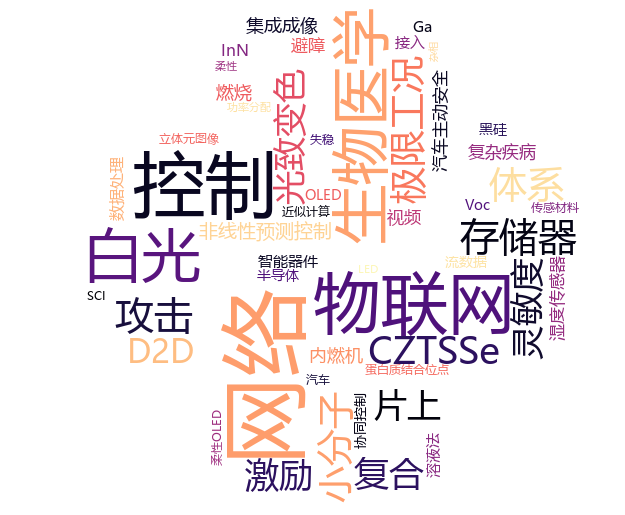 集成成像
Ga
InN
避障
接入
柔性
生物医学
燃烧
功率分配
光致变色
极限工况
汽车主动安全
立体元图像
失稳
黑硅
复杂疾病
数据处理
控制
OLED
体系
近似计算
视频
Voc
传感材料
非线性预测控制
存储器
白光
智能器件
半导体
LED
流数据
灵敏度
湿度传感器
SCI
攻击
网络
物联网
D2D
内燃机
CZTSSe
蛋白质结合位点
汽车
小分子
协同控制
片上
柔性OLED
激励
复合
溶液法